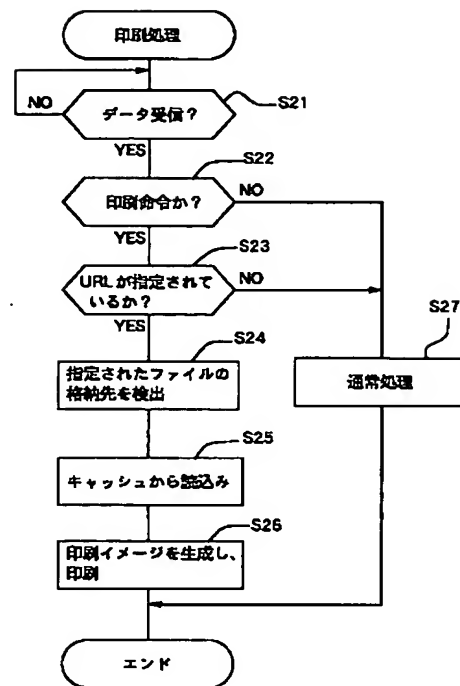 印刷処理
NO
データ受信？
S21
YES
S22
印刷命令か？
NO
YES
S23
URLが指定されて
いるか？
NO
YES
S24
指定されたファイルの
格納先を検出
S27
通常処理
S25
キャッシュから読込み
S26
印刷イメージを生成し、
印刷
エンド